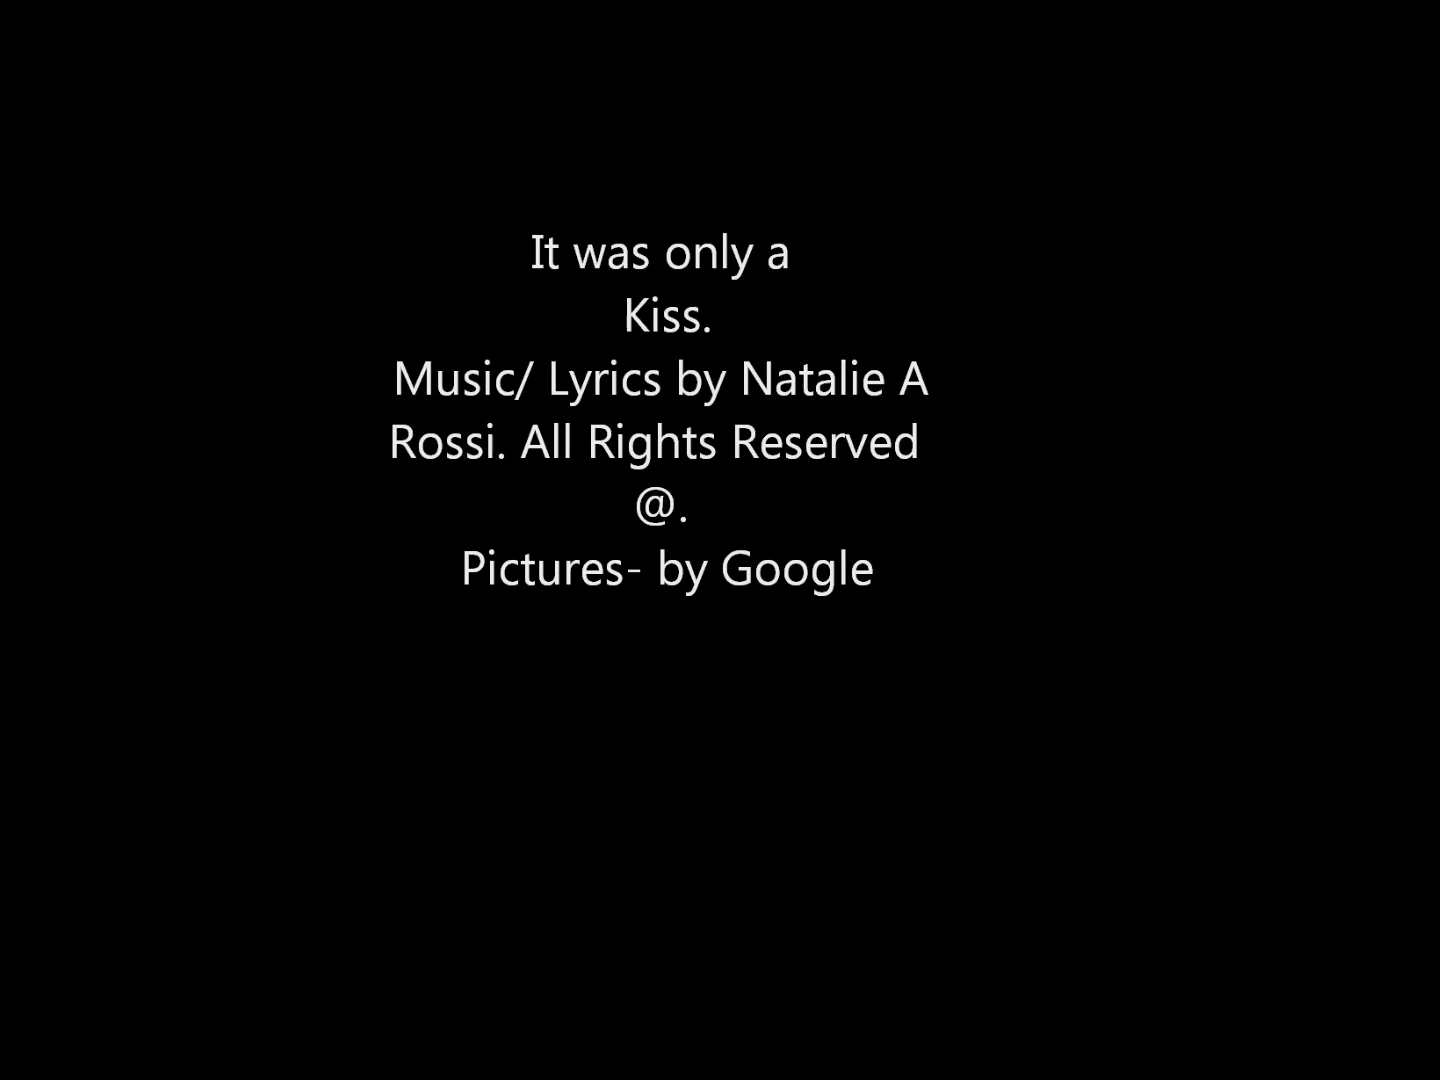 It was only a
Kiss.
Music/ Lyrics by Natalie A
Rossi. All Rights Reserved
@.
Pictures- by Google